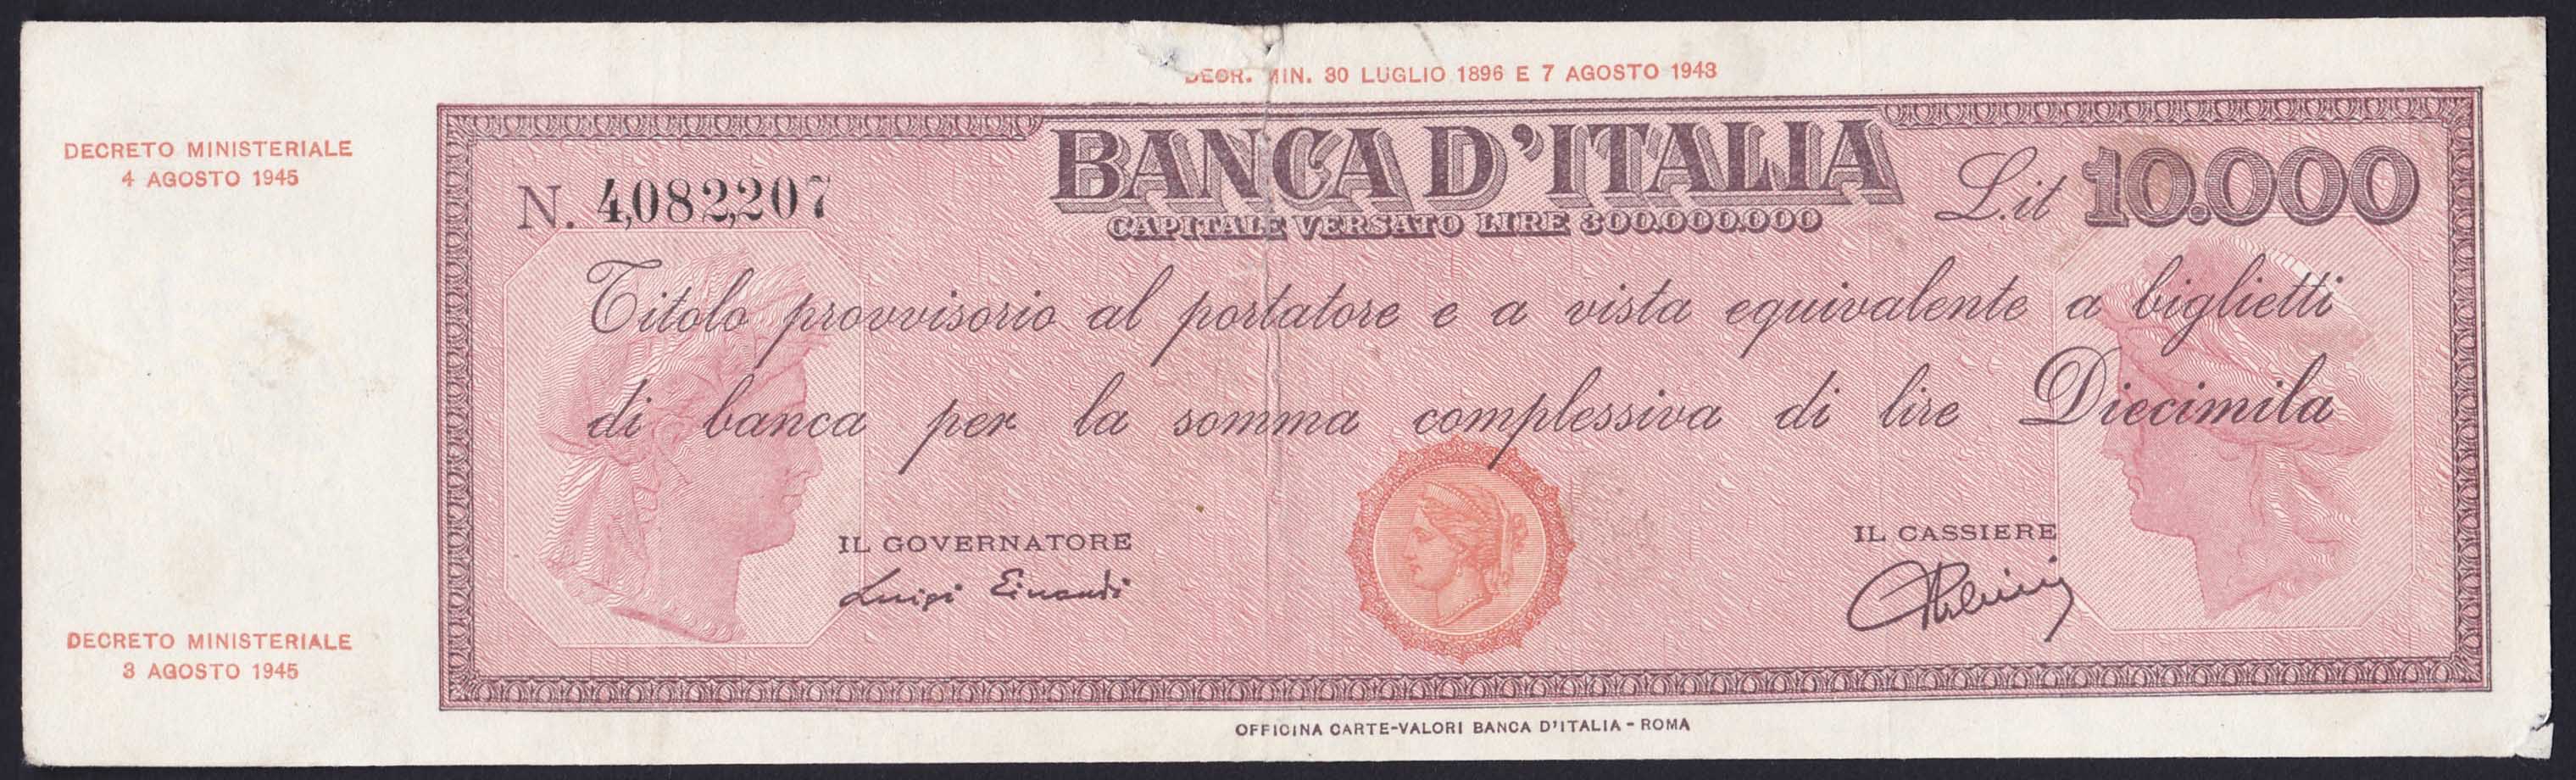 DECR. MIN. 30 LUGLIO 1896 E 7 AGOSTO 1943
DECRETO MINISTERIALE
4 AGOSTO 1945
BANCA D'ITALIA
CAPITALE VERSATO LIRE 300.000.000
N. 4,082,207
L.it 10.000
Titolo provvisorio al portatore e a vista equivalente a biglietti
di banca per la somma complessiva di lire Diecimila
IL GOVERNATORE
Luigi Einaudi
IL CASSIERE
DECRETO MINISTERIALE
3 AGOSTO 1945
OFFICINA CARTE-VALORI BANCA D'ITALIA - ROMA